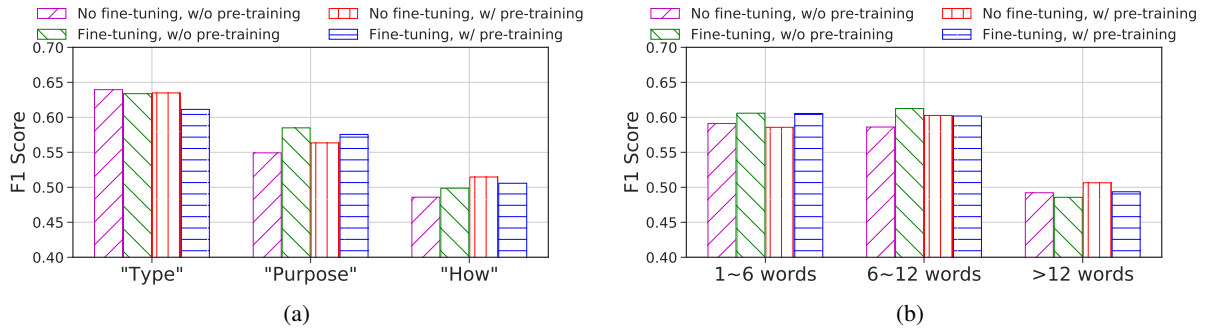 No fine-tuning, w/o pre-training No fine-tuning, w/ pre-training
Fine-tuning, w/o pre-training Fine-tuning, w/ pre-training
0.70
0.65
0.60
0.55
0.50
0.45
0.40
F1 Score
"Type" "Purpose" "How"
(a)
No fine-tuning, w/o pre-training No fine-tuning, w/ pre-training
Fine-tuning, w/o pre-training Fine-tuning, w/ pre-training
0.70
0.65
0.60
0.55
0.50
0.45
0.40
F1 Score
1~6 words 6~12 words >12 words
(b)